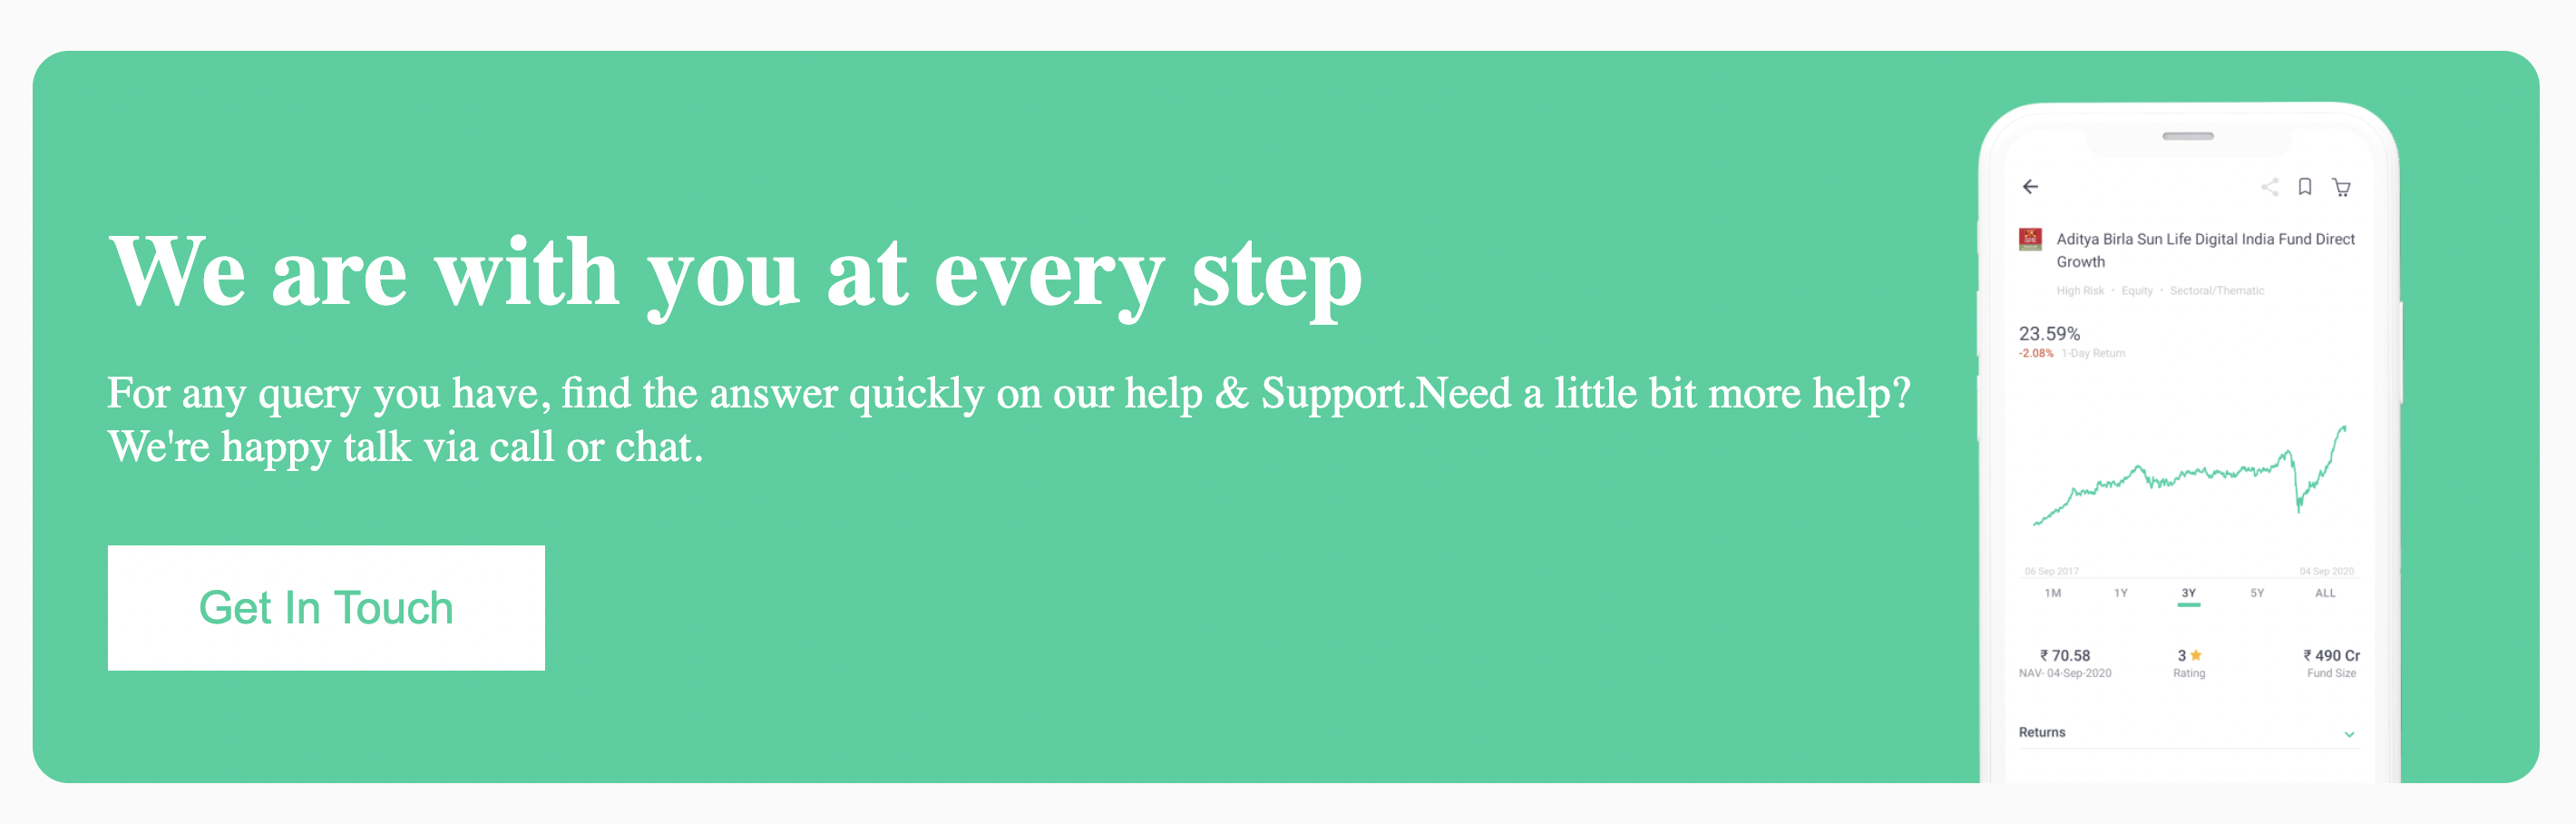 We are with you at every step
For any query you have, find the answer quickly on our help & Support.Need a little bit more help?
We're happy talk via call or chat.
Get In Touch
Aditya Birla Sun Life Digital India Fund Direct
Growth
High Risk • Equity • Sectoral/Thematic
23.59%
-2.08% 1-Day Return
06 Sep 2017 04 Sep 2020
1M 1Y 3Y 5Y ALL
₹ 70.58 3 ★ ₹ 490 Cr
NAV- 04-Sep-2020 Rating Fund Size
Returns